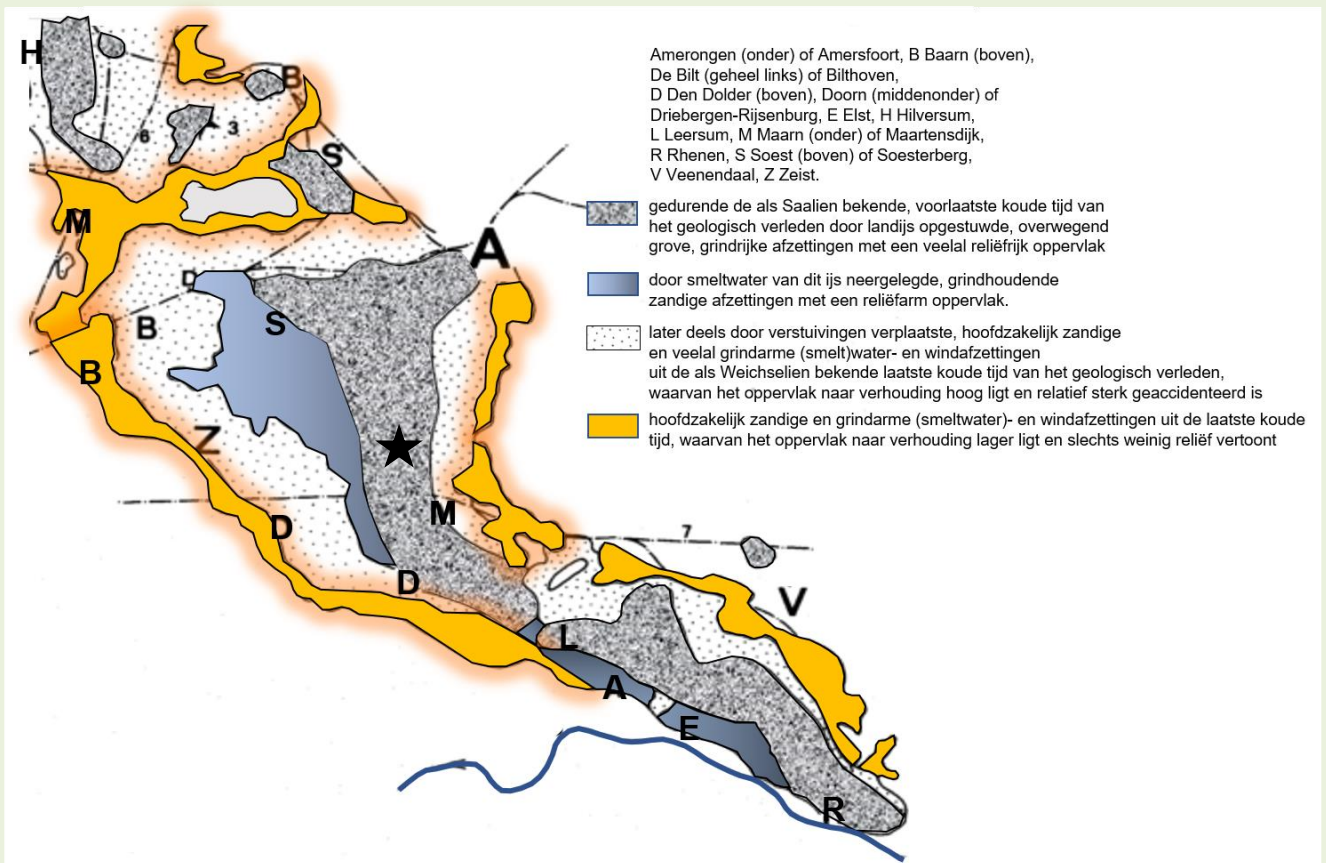 H
B
6
3
S
M
A
D
B
S
B
Z
M
D
D
7
V
L
A
E
R
Amerongen (onder) of Amersfoort, B Baarn (boven),
De Bilt (geheel links) of Bilthoven,
D Den Dolder (boven), Doorn (middenonder) of
Driebergen-Rijsenburg, E Elst, H Hilversum,
L Leersum, M Maarn (onder) of Maartensdijk,
R Rhenen, S Soest (boven) of Soesterberg,
V Veenendaal, Z Zeist.
gedurende de als Saalien bekende, voorlaatste koude tijd van
het geologisch verleden door landijs opgestuwde, overwegend
grove, grindrijke afzettingen met een veelal reliëfrijk oppervlak
door smeltwater van dit ijs neergelegde, grindhoudende
zandige afzettingen met een reliëfarm oppervlak.
later deels door verstuivingen verplaatste, hoofdzakelijk zandige
en veelal grindarme (smelt)water- en windafzettingen
uit de als Weichselien bekende laatste koude tijd van het geologisch verleden,
waarvan het oppervlak naar verhouding hoog ligt en relatief sterk geaccidenteerd is
hoofdzakelijk zandige en grindarme (smeltwater)- en windafzettingen uit de laatste koude
tijd, waarvan het oppervlak naar verhouding lager ligt en slechts weinig reliëf vertoont